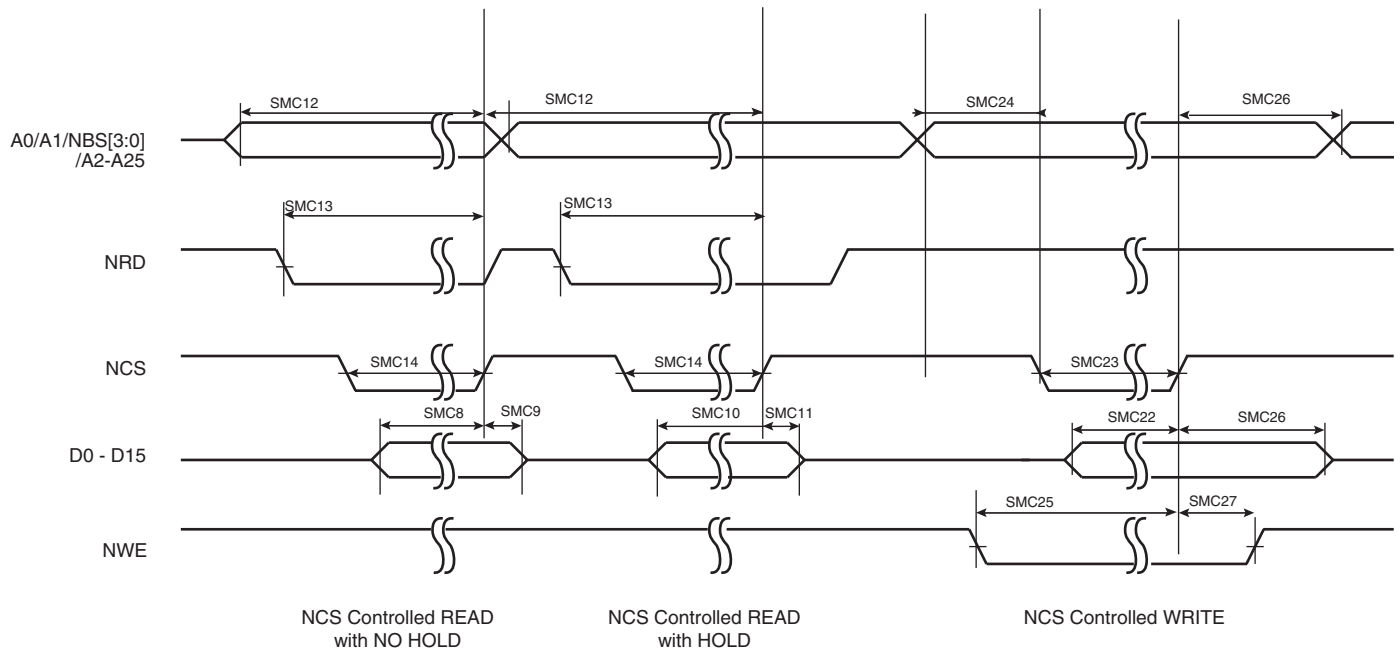 SMC12
SMC12
SMC24
SMC26
A0/A1/NBS[3:0]
/A2-A25
SMC13
SMC13
NRD
NCS
SMC14
SMC14
SMC23
SMC8
SMC9
SMC10
SMC11
SMC22
SMC26
D0 - D15
SMC25
SMC27
NWE
NCS Controlled READ
with NO HOLD
NCS Controlled READ
with HOLD
NCS Controlled WRITE